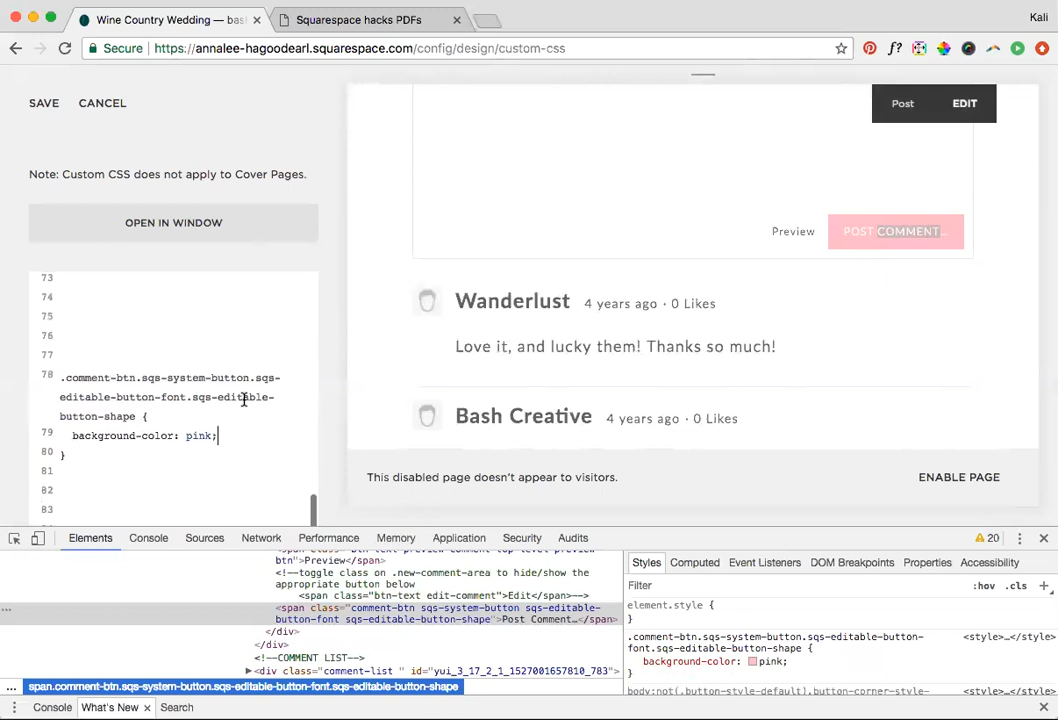 Wine Country Wedding — bas
Squarespace hacks PDFs
Kali
Secure
https://annalee-hagoodearl.squarespace.com/config/design/custom-css
f?
SAVE
CANCEL
Post
EDIT
Note: Custom CSS does not apply to Cover Pages.
OPEN IN WINDOW
Preview
POST COMMENT…
Wanderlust
4 years ago · 0 Likes
Love it, and lucky them! Thanks so much!
Bash Creative
4 years ago · 0 Likes
This disabled page doesn't appear to visitors.
ENABLE PAGE
73
74
75
76
77
78
.comment-btn.sqs-system-button.sqs-
editable-button-font.sqs-editable-
button-shape {
79
background-color: pink;
80
}
81
82
Elements
Console
Sources
Network
Performance
Memory
Application
Security
Audits
20
btn">Preview</span>
<!--toggle class on .new-comment-area to hide/show the
appropriate button below
<span class="btn-text edit-comment">Edit</span>-->
<span class="comment-btn sqs-system-button sqs-editable-
button-font sqs-editable-button-shape">Post Comment…</span>
</div>
</div>
<!--COMMENT LIST-->
<div class="comment-list " id="yui_3_17_2_1_1527001657810_783">
...
span.comment-btn.sqs-system-button.sqs-editable-button-font.sqs-editable-button-shape
Styles
Computed
Event Listeners
DOM Breakpoints
Properties
Accessibility
Filter
:hov
.cls
+
element.style {
}
.comment-btn.sqs-system-button.sqs-editable-button-
font.sqs-editable-button-shape {
<style>…</style>
background-color:
pink;
}
body:not(.button-style-default).button-corner-style-
<style>…</style>
Console
What's New
Search